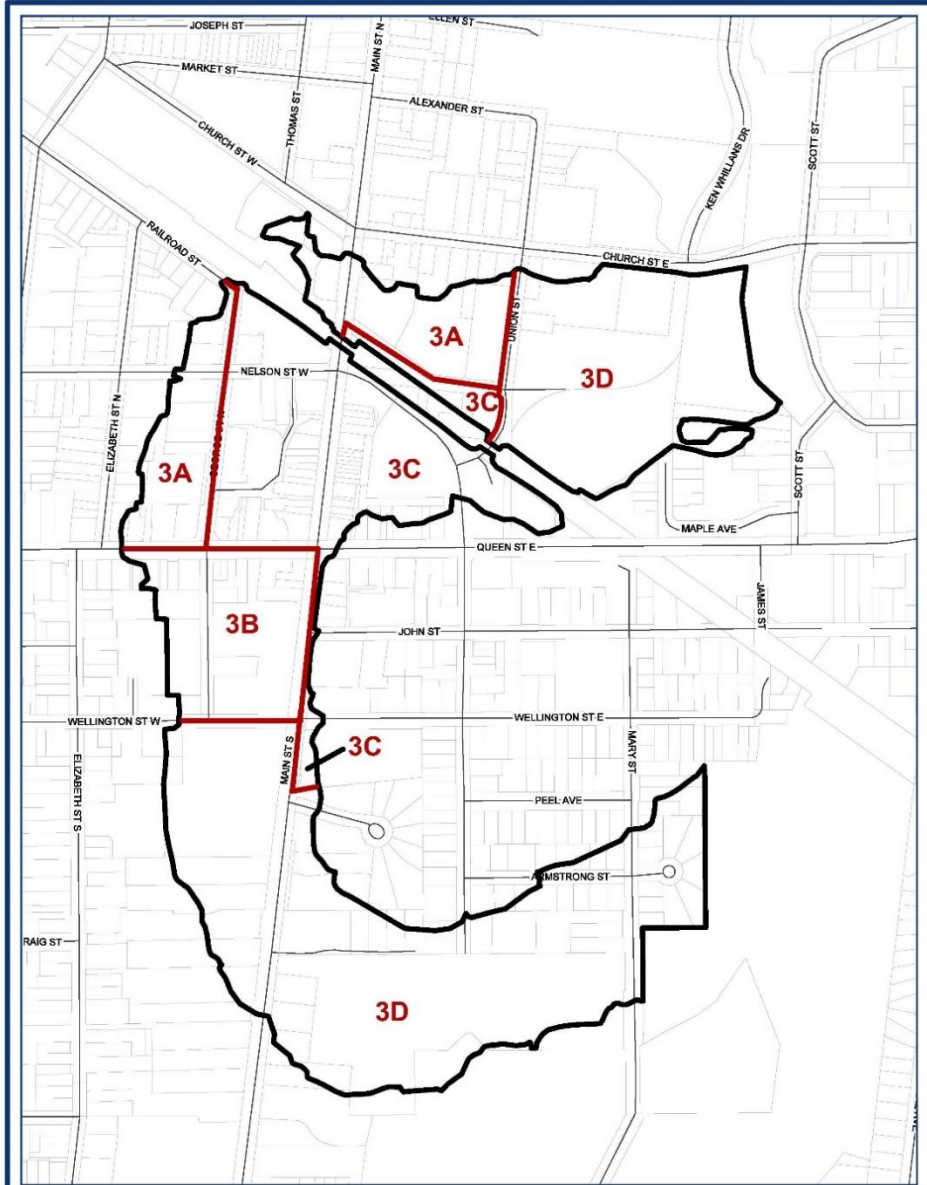 ELLEN ST
JOSEPH ST
MAIN ST N
MARKET ST
THOMAS ST
ALEXANDER ST
CHURCH ST W
KEN WHILLANS DR
SCOTT ST
RAILROAD ST
CHURCH ST E
UNION ST
3A
3D
NELSON ST W
3C
ELIZABETH ST N
3A
3C
SCOTT ST
MAPLE AVE
QUEEN ST E
JAMES ST
3B
JOHN ST
WELLINGTON ST W
WELLINGTON ST E
MAIN ST S
3C
MARY ST
ELIZABETH ST S
PEEL AVE
ARMSTRONG ST
RAIG ST
3D